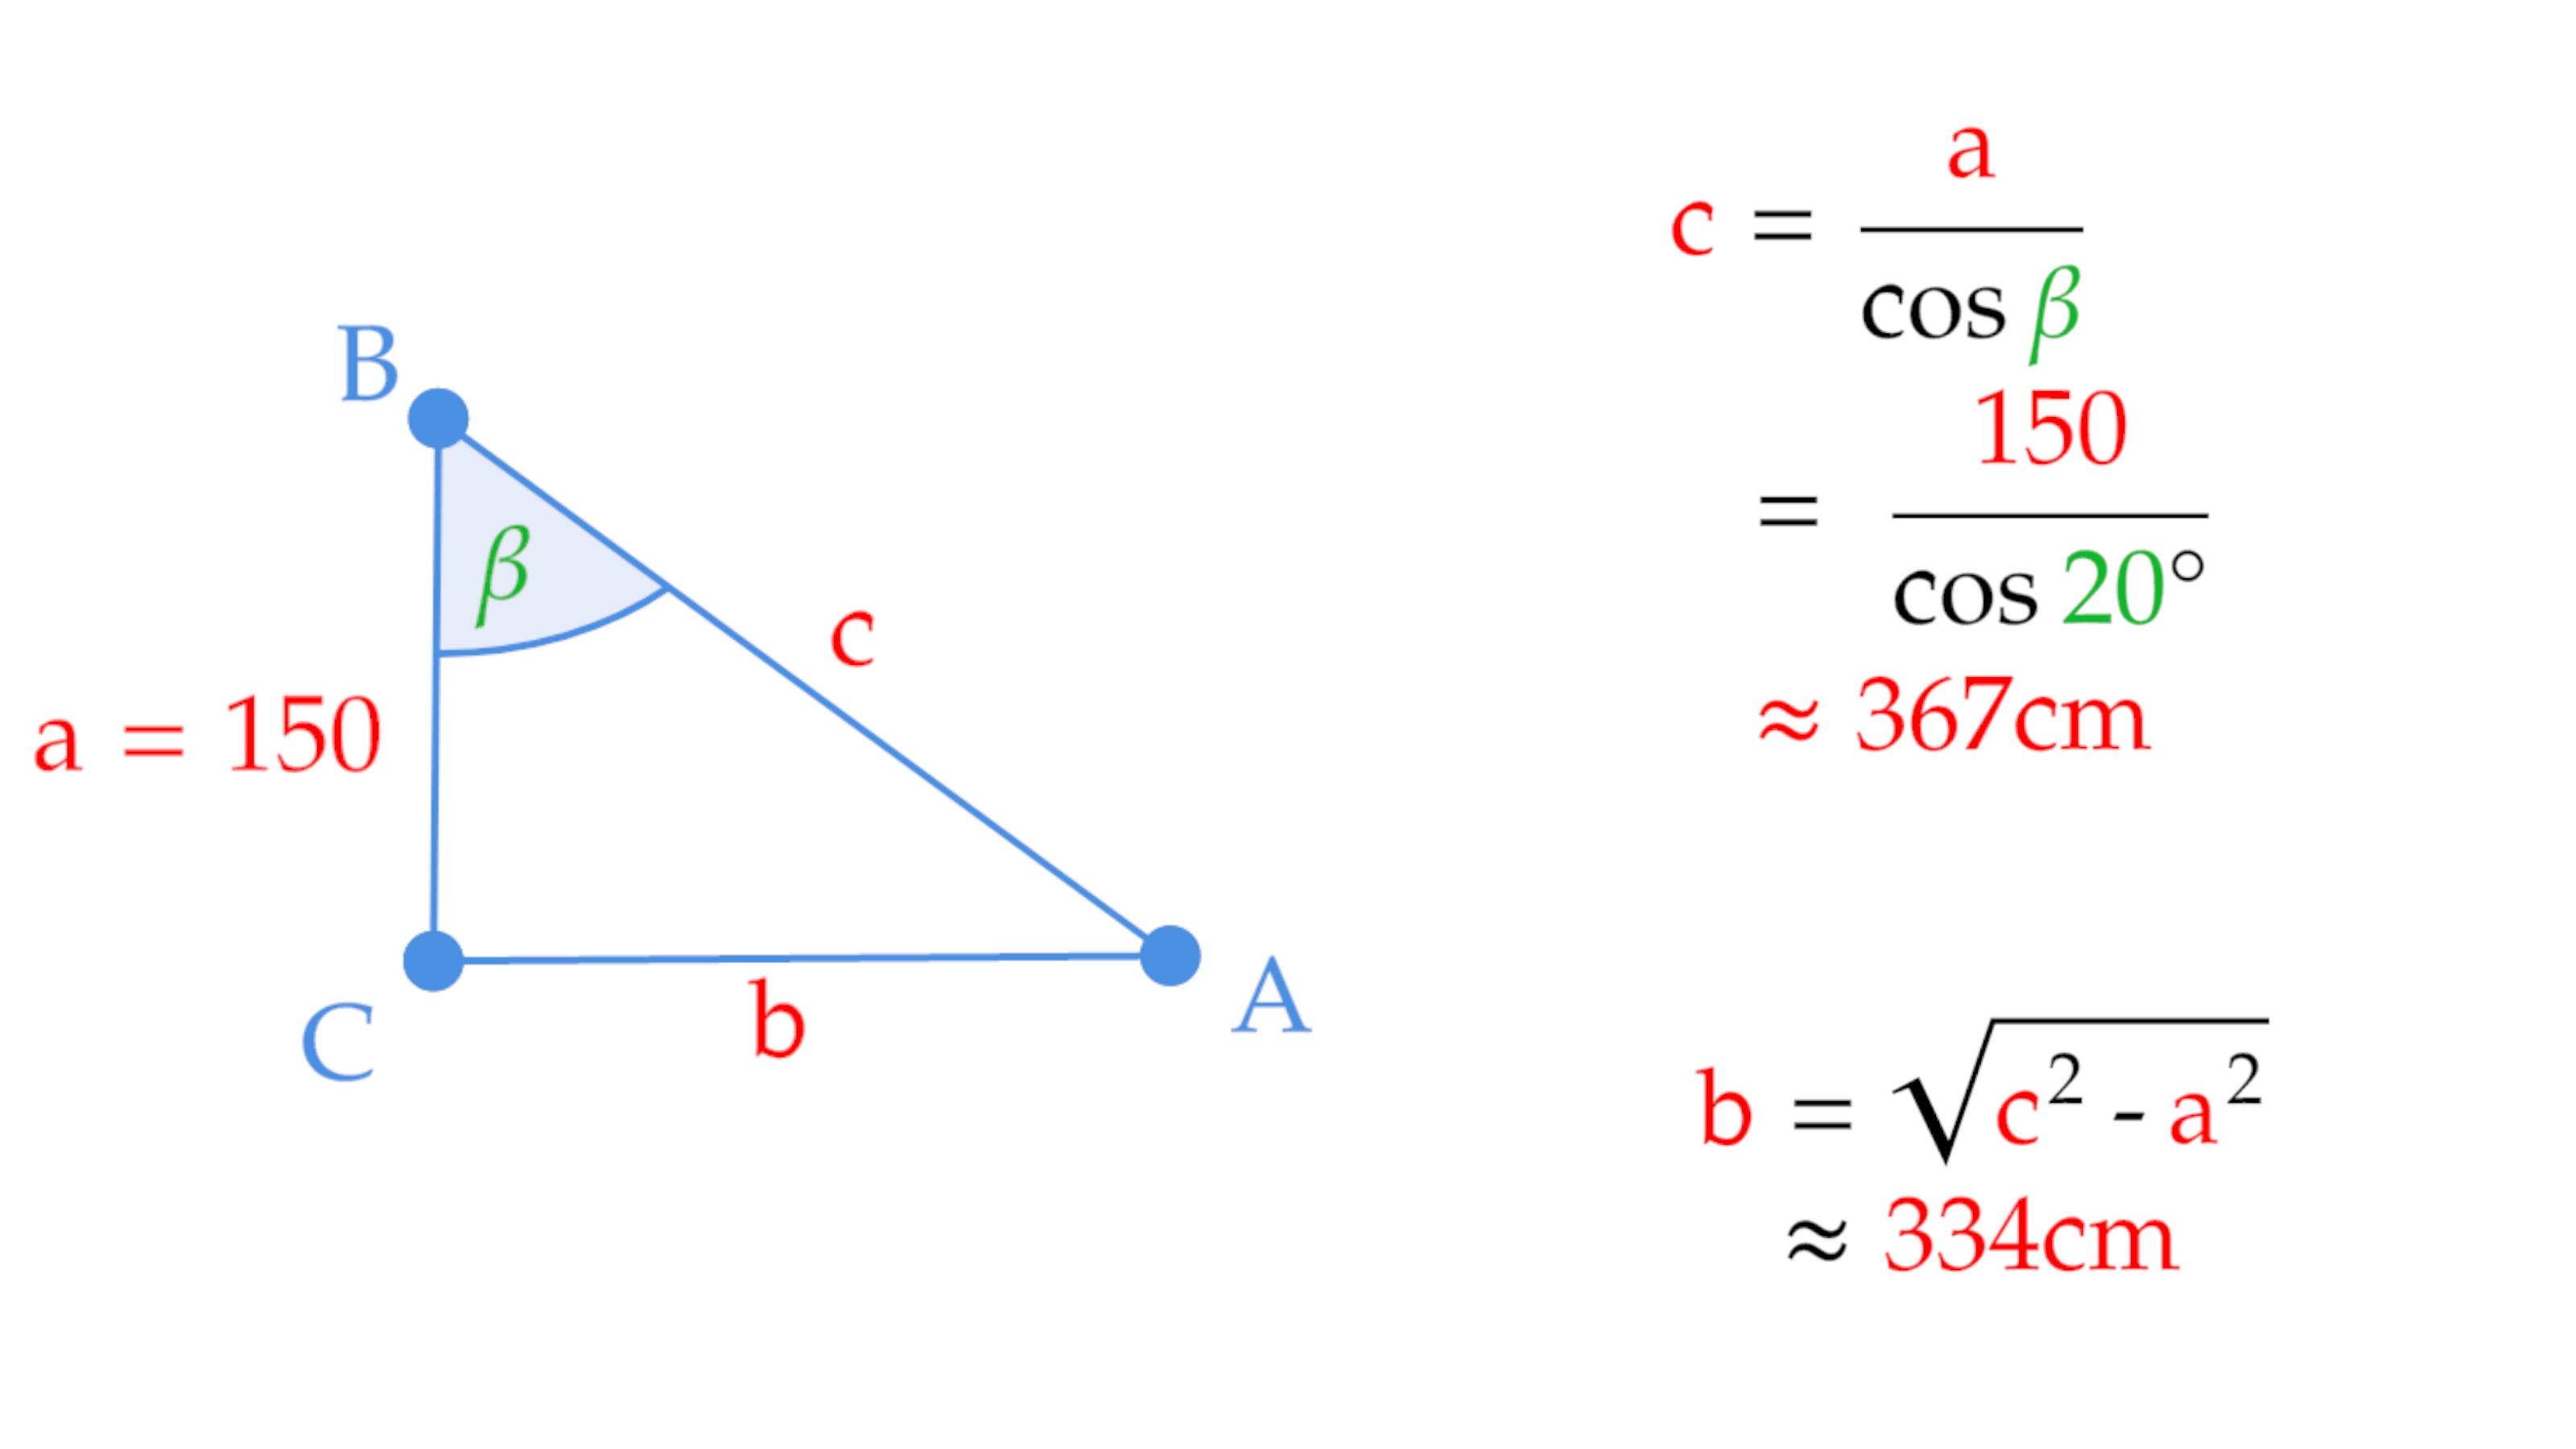 B
β
c
a = 150
C
b
A
c = a / cos β
= 150 / cos 20°
≈ 367cm
b = √c² - a²
≈ 334cm